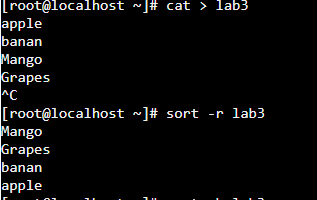 [root@localhost ~]# cat > lab3
apple
banan
Mango
Grapes
^C
[root@localhost ~]# sort -r lab3
Mango
Grapes
banan
apple